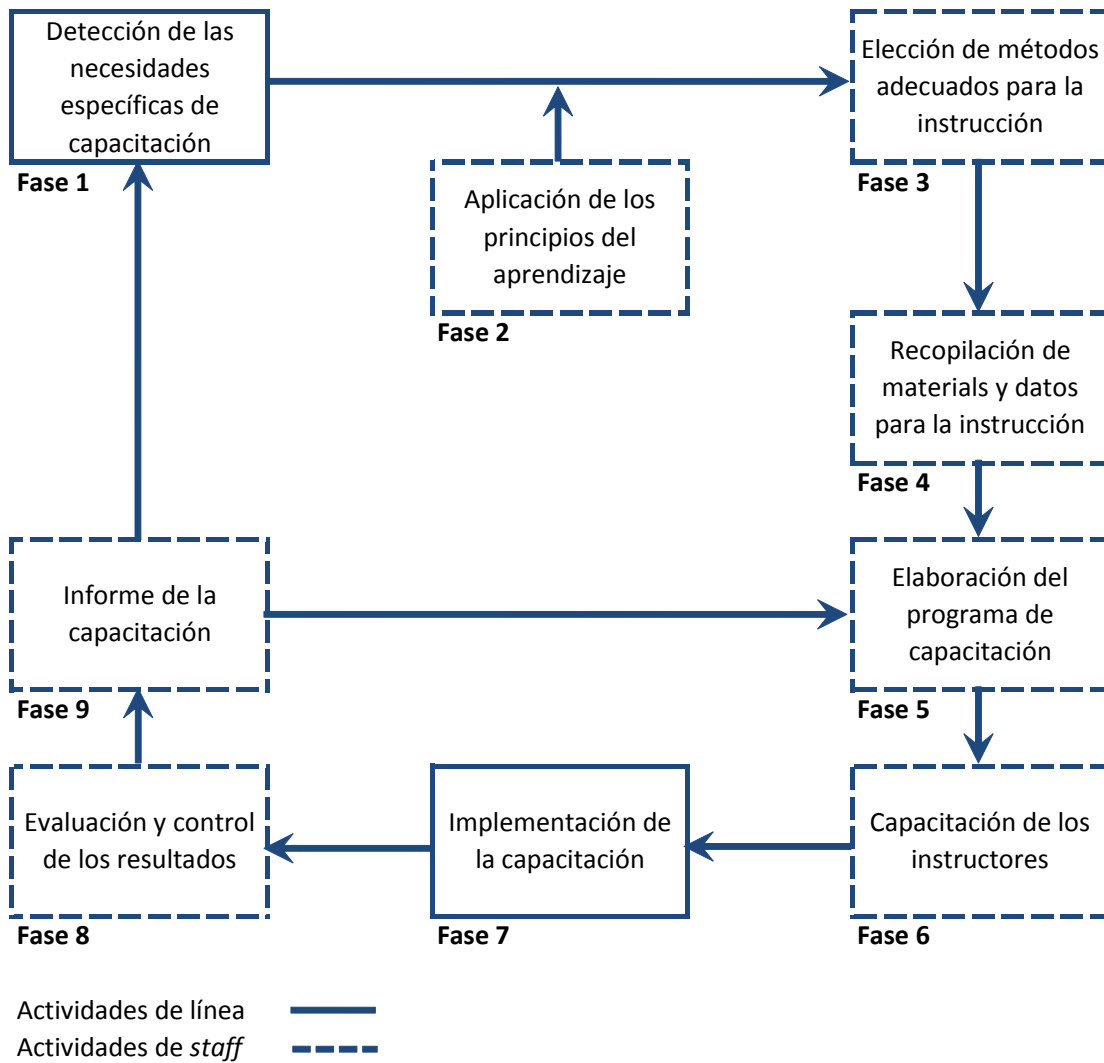 Detección de las
necesidades
específicas de
capacitación
Fase 1
Aplicación de los
principios del
aprendizaje
Fase 2
Elección de métodos
adecuados para la
instrucción
Fase 3
Recopilación de
materials y datos
para la instrucción
Fase 4
Elaboración del
programa de
capacitación
Fase 5
Capacitación de los
instructores
Fase 6
Implementación de
la capacitación
Fase 7
Evaluación y control
de los resultados
Fase 8
Informe de la
capacitación
Fase 9
Actividades de línea
Actividades de staff